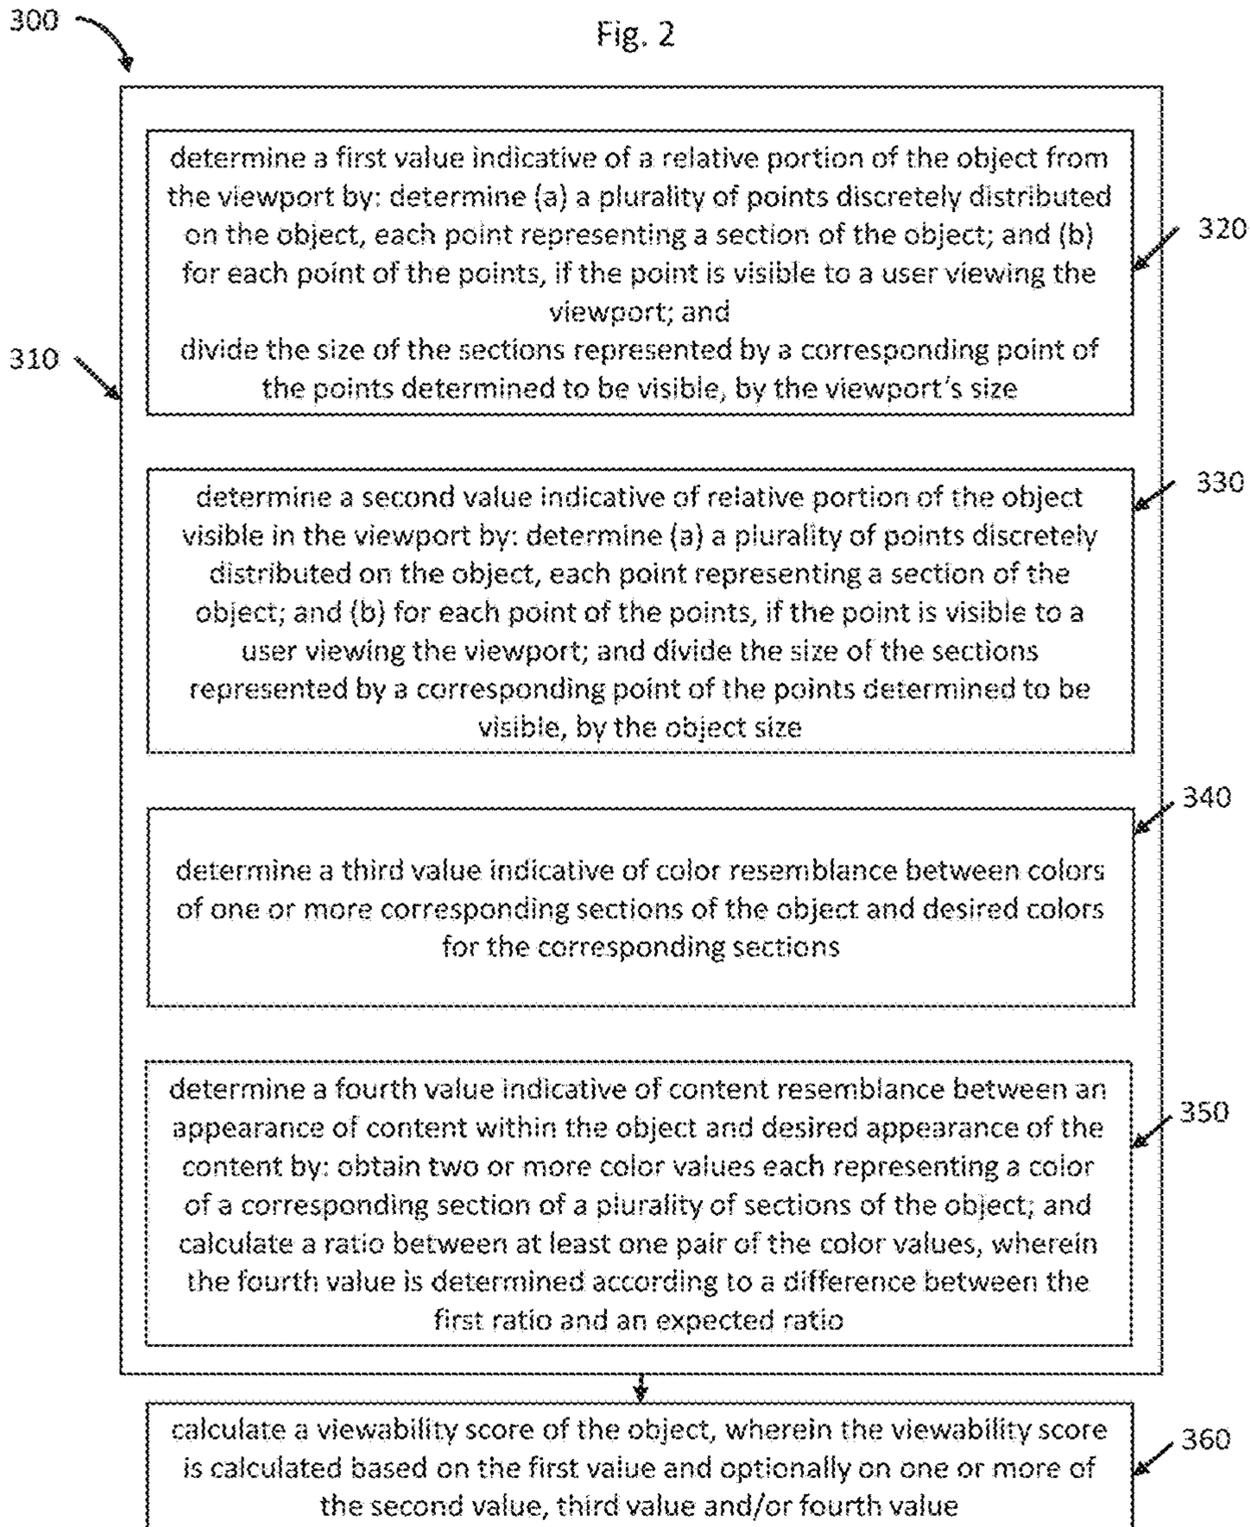 300
Fig. 2
determine a first value indicative of a relative portion of the object from
the viewport by: determine (a) a plurality of points discretely distributed
on the object, each point representing a section of the object; and (b)
for each point of the points, if the point is visible to a user viewing the
viewport; and
divide the size of the sections represented by a corresponding point of
the points determined to be visible, by the viewport's size
320
310
determine a second value indicative of relative portion of the object
visible in the viewport by: determine (a) a plurality of points discretely
distributed on the object, each point representing a section of the
object; and (b) for each point of the points, if the point is visible to a
user viewing the viewport; and divide the size of the sections
represented by a corresponding point of the points determined to be
visible, by the object size
330
340
determine a third value indicative of color resemblance between colors
of one or more corresponding sections of the object and desired colors
for the corresponding sections
determine a fourth value indicative of content resemblance between an
appearance of content within the object and desired appearance of the
content by: obtain two or more color values each representing a color
of a corresponding section of a plurality of sections of the object; and
calculate a ratio between at least one pair of the color values, wherein
the fourth value is determined according to a difference between the
first ratio and an expected ratio
350
calculate a viewability score of the object, wherein the viewability score
is calculated based on the first value and optionally on one or more of
the second value, third value and/or fourth value
360